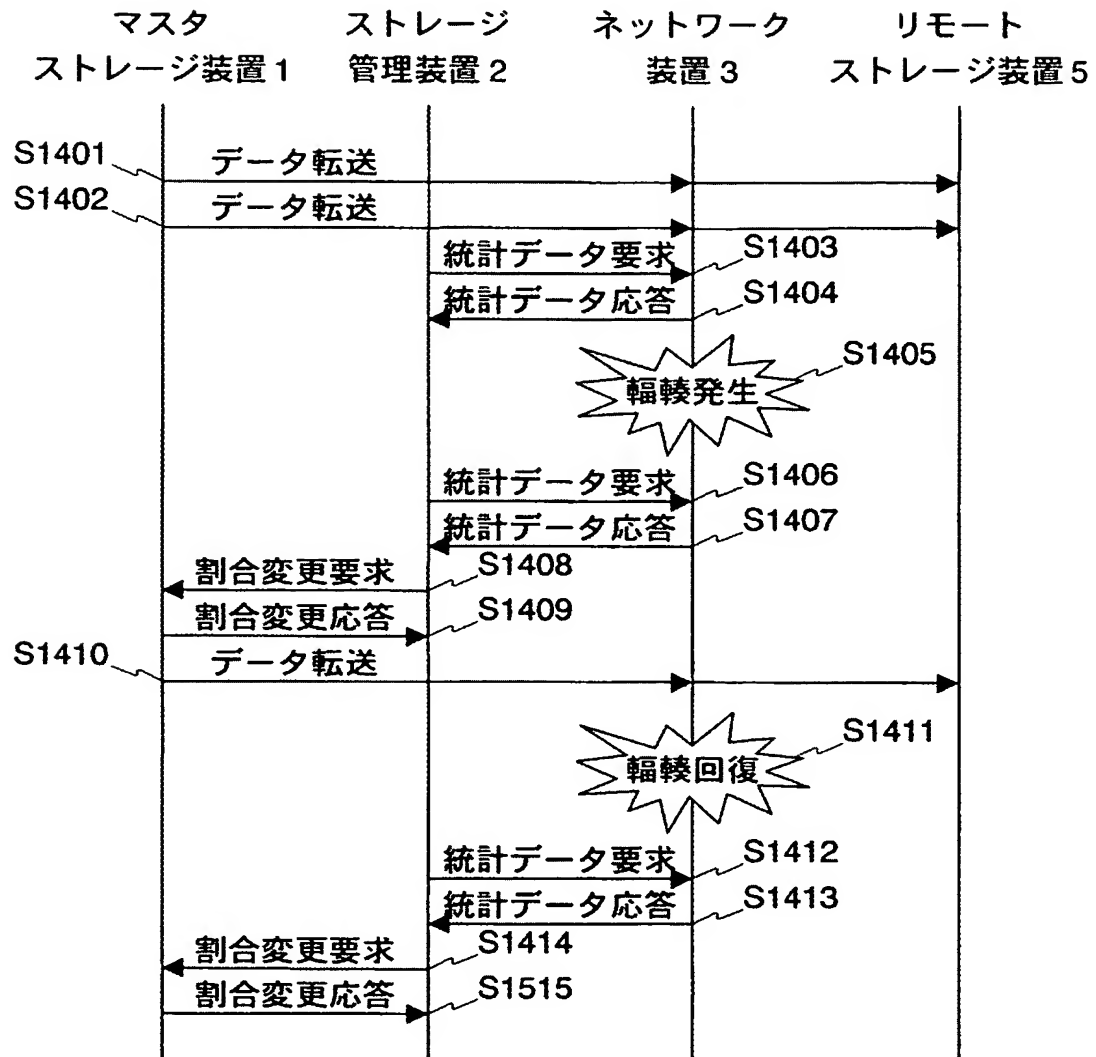 マスタ
ストレージ装置1
ストレージ
管理装置2
ネットワーク
装置3
リモート
ストレージ装置5
S1401
データ転送
S1402
データ転送
統計データ要求
S1403
統計データ応答
S1404
輻輳発生
S1405
統計データ要求
S1406
統計データ応答
S1407
割合変更要求
S1408
割合変更応答
S1409
S1410
データ転送
輻輳回復
S1411
統計データ要求
S1412
統計データ応答
S1413
割合変更要求
S1414
割合変更応答
S1515